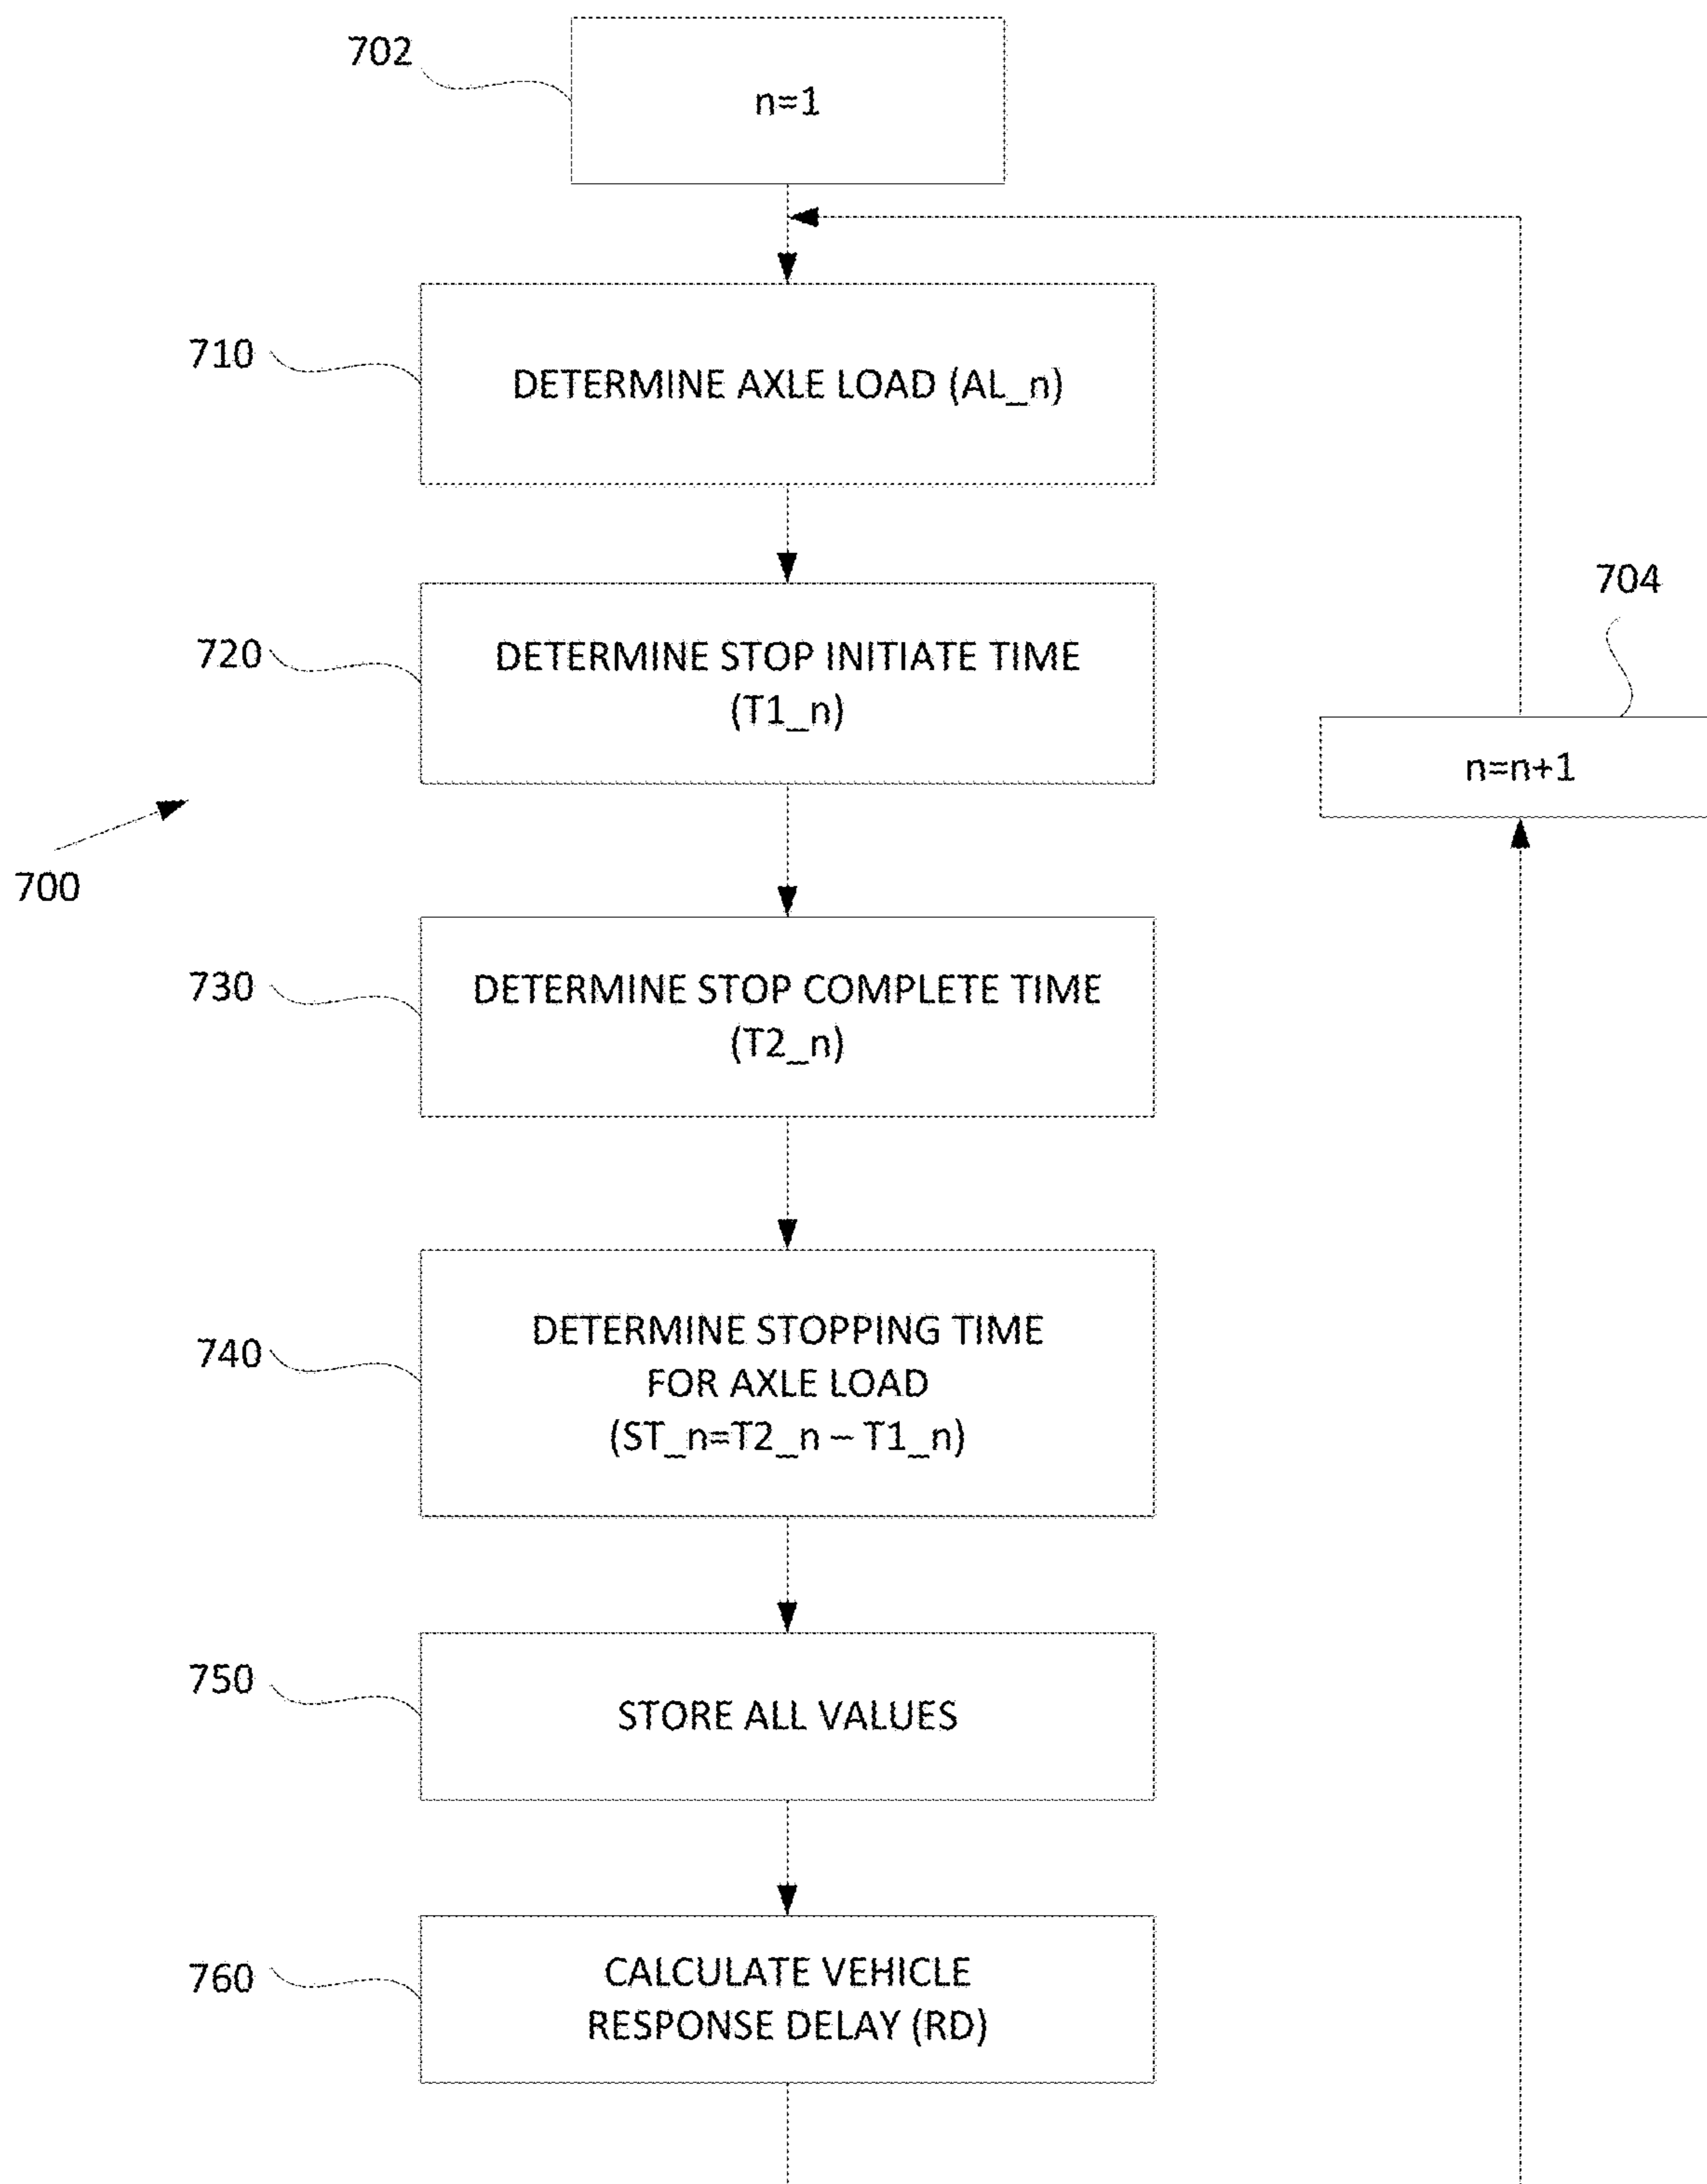 702
n=1
710
DETERMINE AXLE LOAD (AL_n)
704
720
DETERMINE STOP INITIATE TIME
(T1_n)
n=n+1
700
730
DETERMINE STOP COMPLETE TIME
(T2_n)
740
DETERMINE STOPPING TIME
FOR AXLE LOAD
(ST_n=T2_n – T1_n)
750
STORE ALL VALUES
760
CALCULATE VEHICLE
RESPONSE DELAY (RD)